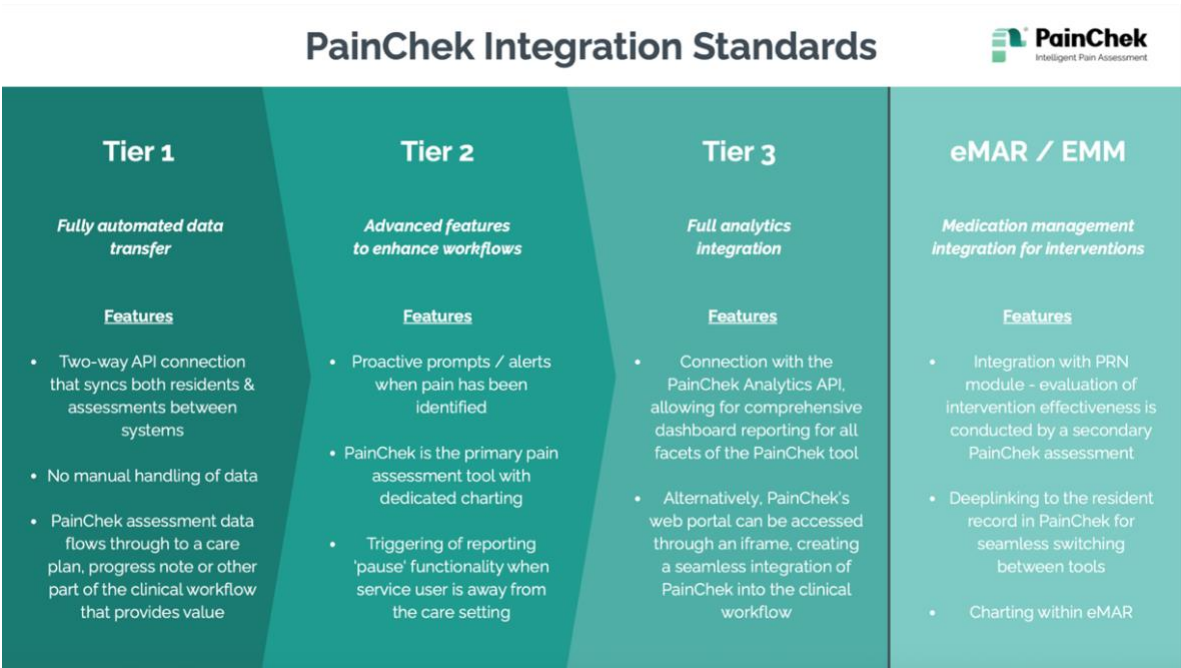 PainChek Integration Standards
PainChek
Intelligent Pain Assessment
Tier 1
Fully automated data
transfer
Features
• Two-way API connection
that syncs both residents &
assessments between
systems
• No manual handling of data
• PainChek assessment data
flows through to a care
plan, progress note or other
part of the clinical workflow
that provides value
Tier 2
Advanced features
to enhance workflows
Features
• Proactive prompts / alerts
when pain has been
identified
• PainChek is the primary pain
assessment tool with
dedicated charting
• Triggering of reporting
'pause' functionality when
service user is away from
the care setting
Tier 3
Full analytics
integration
Features
• Connection with the
PainChek Analytics API,
allowing for comprehensive
dashboard reporting for all
facets of the PainChek tool
• Alternatively, PainChek's
web portal can be accessed
through an iframe, creating
a seamless integration of
PainChek into the clinical
workflow
eMAR / EMM
Medication management
integration for interventions
Features
• Integration with PRN
module - evaluation of
intervention effectiveness is
conducted by a secondary
PainChek assessment
• Deeplinking to the resident
record in PainChek for
seamless switching
between tools
• Charting within eMAR